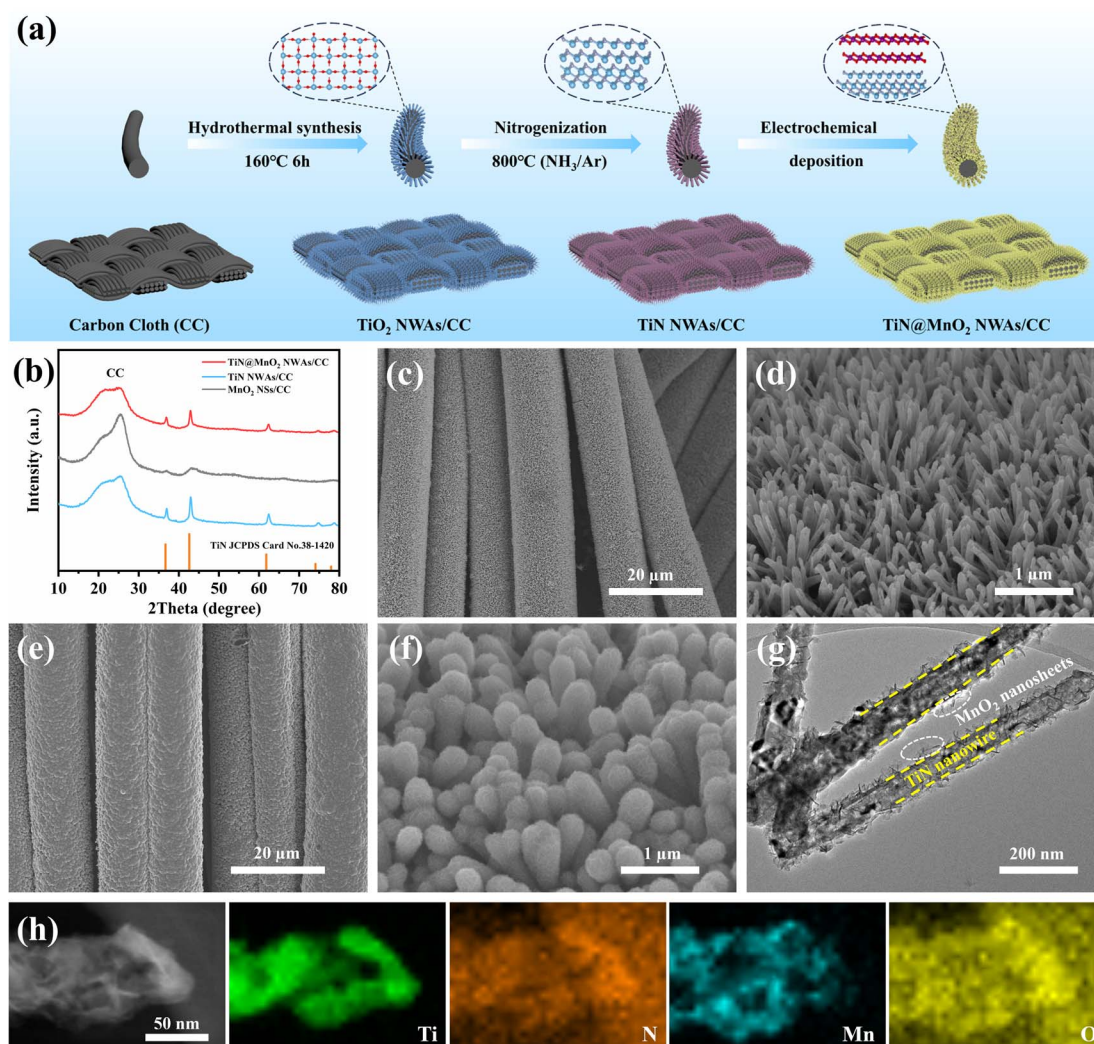 (a)
Hydrothermal synthesis
160℃ 6h
Nitrogenization
800℃ (NH₃/Ar)
Electrochemical
deposition
Carbon Cloth (CC)
TiO₂ NWAs/CC
TiN NWAs/CC
TiN@MnO₂ NWAs/CC
(b)
CC
TiN@MnO₂ NWAs/CC
TiN NWAs/CC
MnO₂ NSs/CC
Intensity (a.u.)
TiN JCPDS Card No.38-1420
10 20 30 40 50 60 70 80
2Theta (degree)
(c)
20 μm
(d)
1 μm
(e)
20 μm
(f)
1 μm
(g)
MnO₂ nanosheets
TiN nanowire
200 nm
(h)
50 nm
Ti
N
Mn
O